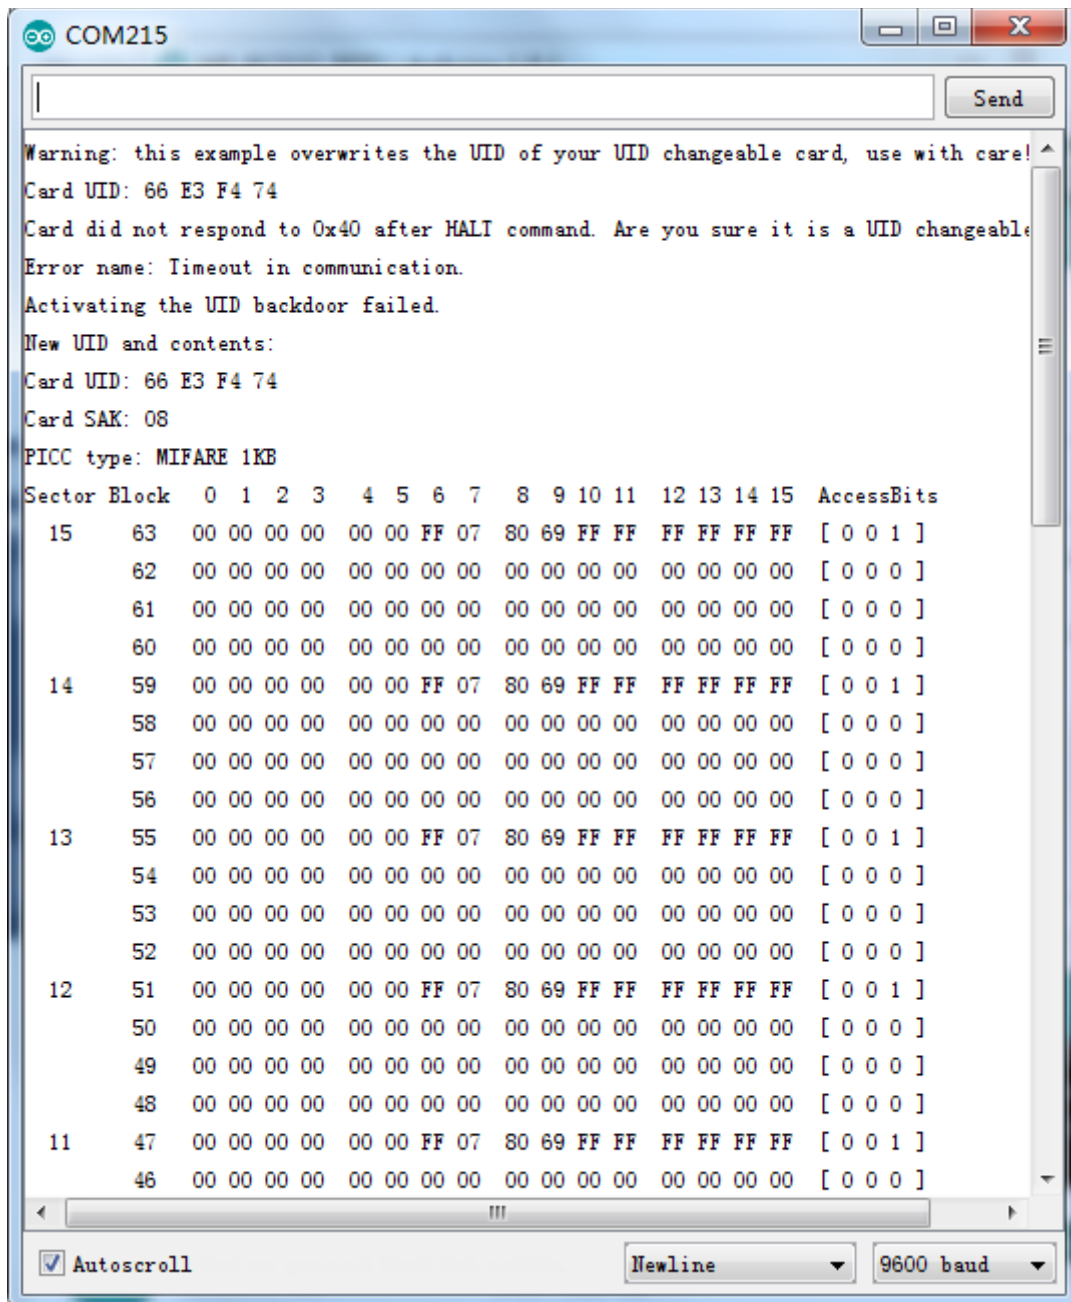 COM215
Send
Warning: this example overwrites the UID of your UID changeable card, use with care!
Card UID: 66 E3 F4 74
Card did not respond to 0x40 after HALT command. Are you sure it is a UID changeable
Error name: Timeout in communication.
Activating the UID backdoor failed.
New UID and contents:
Card UID: 66 E3 F4 74
Card SAK: 08
PICC type: MIFARE 1KB
Sector Block 0 1 2 3 4 5 6 7 8 9 10 11 12 13 14 15 AccessBits
15 63 00 00 00 00 00 00 FF 07 80 69 FF FF FF FF FF FF [ 0 0 1 ]
62 00 00 00 00 00 00 00 00 00 00 00 00 00 00 00 00 [ 0 0 0 ]
61 00 00 00 00 00 00 00 00 00 00 00 00 00 00 00 00 [ 0 0 0 ]
60 00 00 00 00 00 00 00 00 00 00 00 00 00 00 00 00 [ 0 0 0 ]
14 59 00 00 00 00 00 00 FF 07 80 69 FF FF FF FF FF FF [ 0 0 1 ]
58 00 00 00 00 00 00 00 00 00 00 00 00 00 00 00 00 [ 0 0 0 ]
57 00 00 00 00 00 00 00 00 00 00 00 00 00 00 00 00 [ 0 0 0 ]
56 00 00 00 00 00 00 00 00 00 00 00 00 00 00 00 00 [ 0 0 0 ]
13 55 00 00 00 00 00 00 FF 07 80 69 FF FF FF FF FF FF [ 0 0 1 ]
54 00 00 00 00 00 00 00 00 00 00 00 00 00 00 00 00 [ 0 0 0 ]
53 00 00 00 00 00 00 00 00 00 00 00 00 00 00 00 00 [ 0 0 0 ]
52 00 00 00 00 00 00 00 00 00 00 00 00 00 00 00 00 [ 0 0 0 ]
12 51 00 00 00 00 00 00 FF 07 80 69 FF FF FF FF FF FF [ 0 0 1 ]
50 00 00 00 00 00 00 00 00 00 00 00 00 00 00 00 00 [ 0 0 0 ]
49 00 00 00 00 00 00 00 00 00 00 00 00 00 00 00 00 [ 0 0 0 ]
48 00 00 00 00 00 00 00 00 00 00 00 00 00 00 00 00 [ 0 0 0 ]
11 47 00 00 00 00 00 00 FF 07 80 69 FF FF FF FF FF FF [ 0 0 1 ]
46 00 00 00 00 00 00 00 00 00 00 00 00 00 00 00 00 [ 0 0 0 ]
Autoscroll
Newline
9600 baud